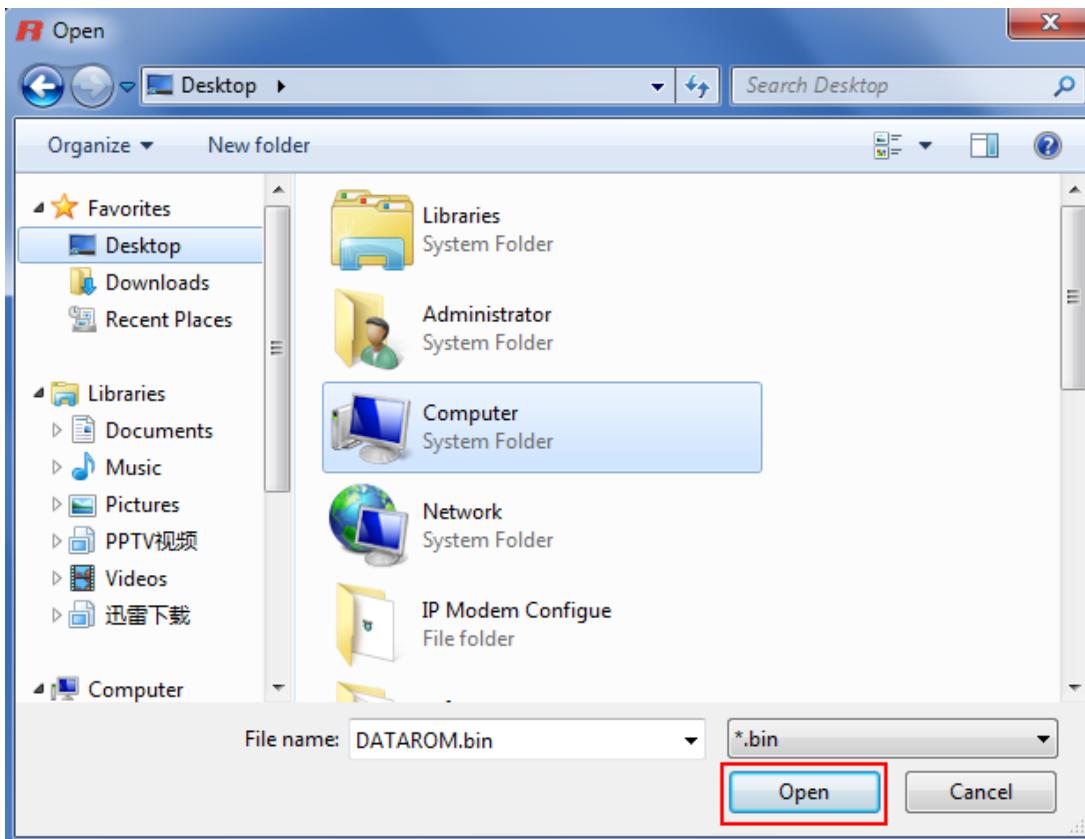 Open
Desktop
Search Desktop
Organize
New folder
Favorites
Desktop
Downloads
Recent Places
Libraries
Documents
Music
Pictures
PPTV视频
Videos
迅雷下载
Computer
Libraries
System Folder
Administrator
System Folder
Computer
System Folder
Network
System Folder
IP Modem Configue
File folder
File name: DATAROM.bin
*.bin
Open
Cancel